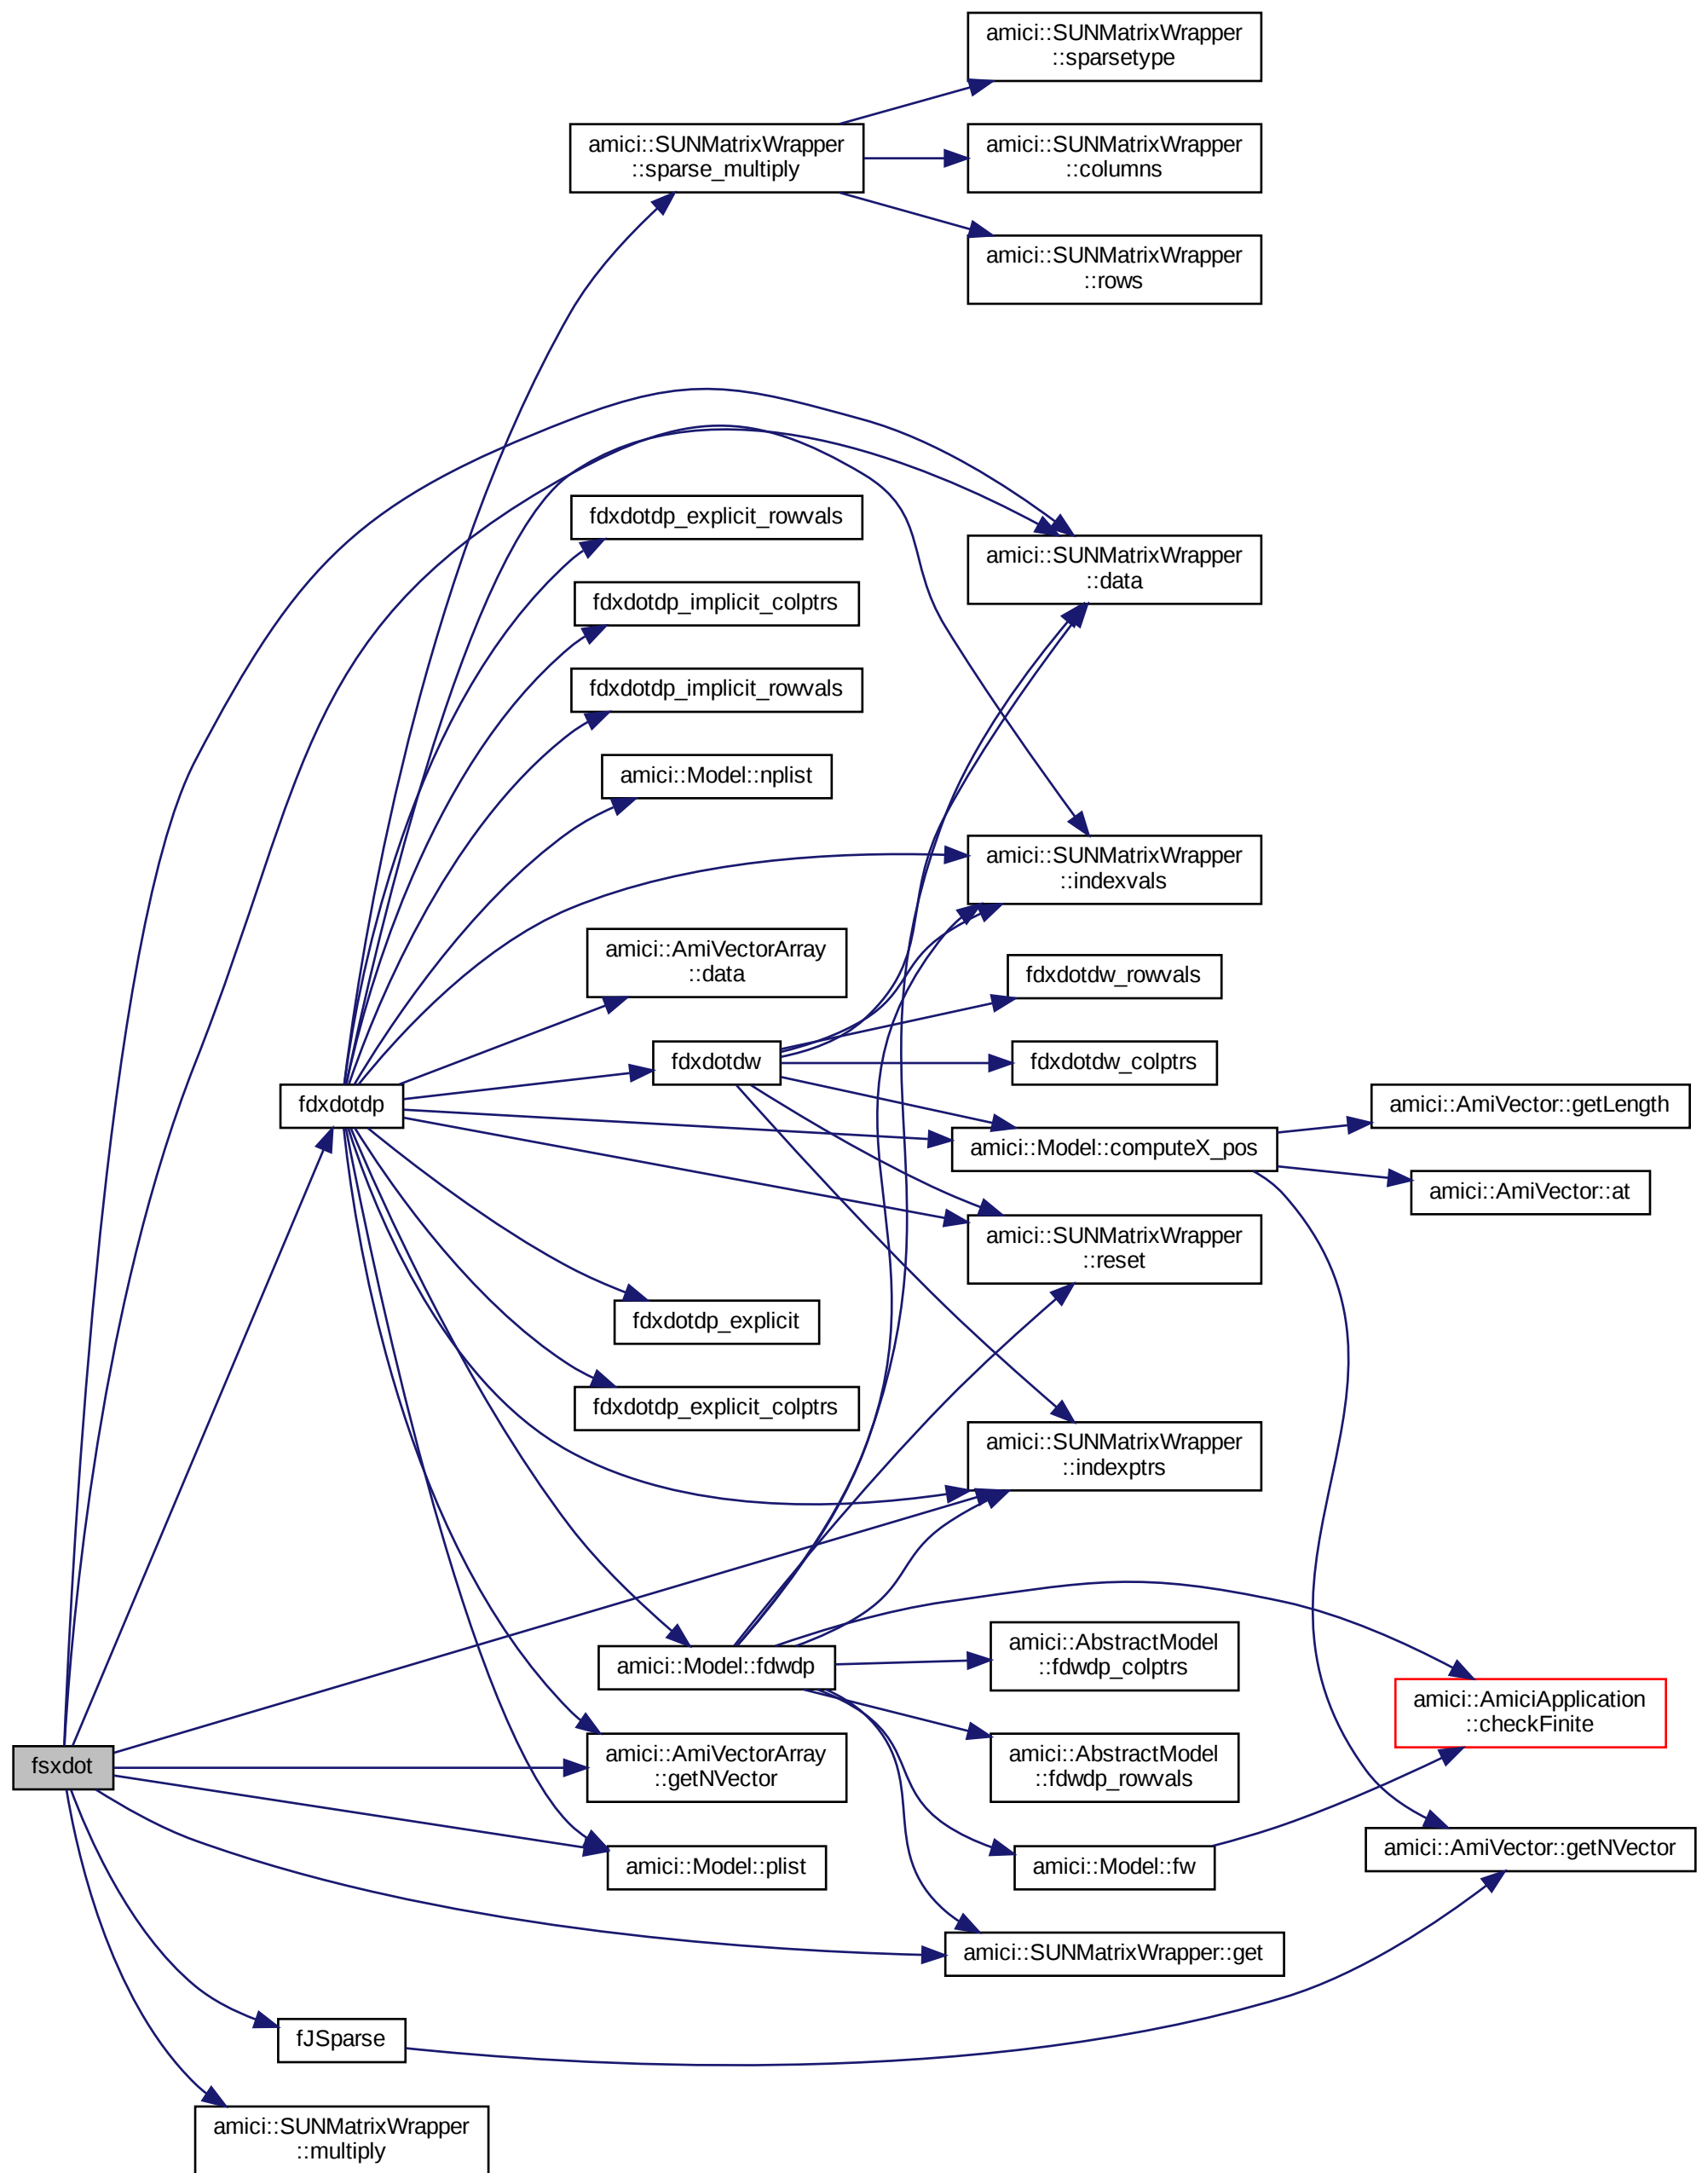 amici::SUNMatrixWrapper
::sparsetype
amici::SUNMatrixWrapper
::sparse_multiply
amici::SUNMatrixWrapper
::columns
amici::SUNMatrixWrapper
::rows
fdxdotdp_explicit_rowvals
amici::SUNMatrixWrapper
::data
fdxdotdp_implicit_colptrs
fdxdotdp_implicit_rowvals
amici::Model::nplist
amici::SUNMatrixWrapper
::indexvals
amici::AmiVectorArray
::data
fdxdotdw_rowvals
fdxdotdw
fdxdotdw_colptrs
fdxdotdp
amici::AmiVector::getLength
amici::Model::computeX_pos
amici::AmiVector::at
amici::SUNMatrixWrapper
::reset
fdxdotdp_explicit
fdxdotdp_explicit_colptrs
amici::SUNMatrixWrapper
::indexptrs
amici::Model::fdwdp
amici::AbstractModel
::fdwdp_colptrs
amici::AmiciApplication
::checkFinite
fsxdot
amici::AmiVectorArray
::getNVector
amici::AbstractModel
::fdwdp_rowvals
amici::AmiVector::getNVector
amici::Model::plist
amici::Model::fw
amici::SUNMatrixWrapper::get
fJSparse
amici::SUNMatrixWrapper
::multiply